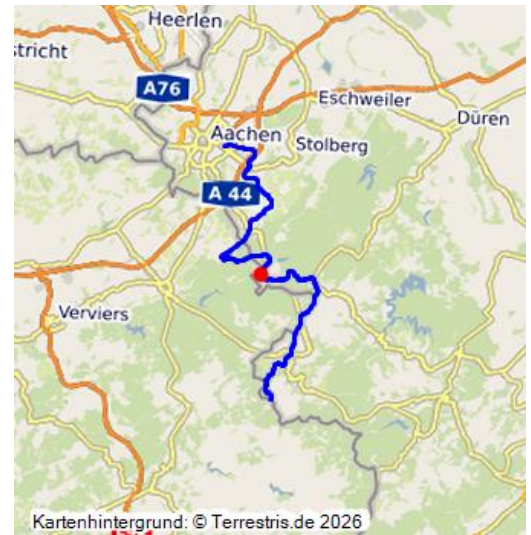 Heerlen
stricht
A76
Eschweiler
Düren
Aachen
Stolberg
A 44
Verviers
Kartenhintergrund: © Terrestris.de 2026